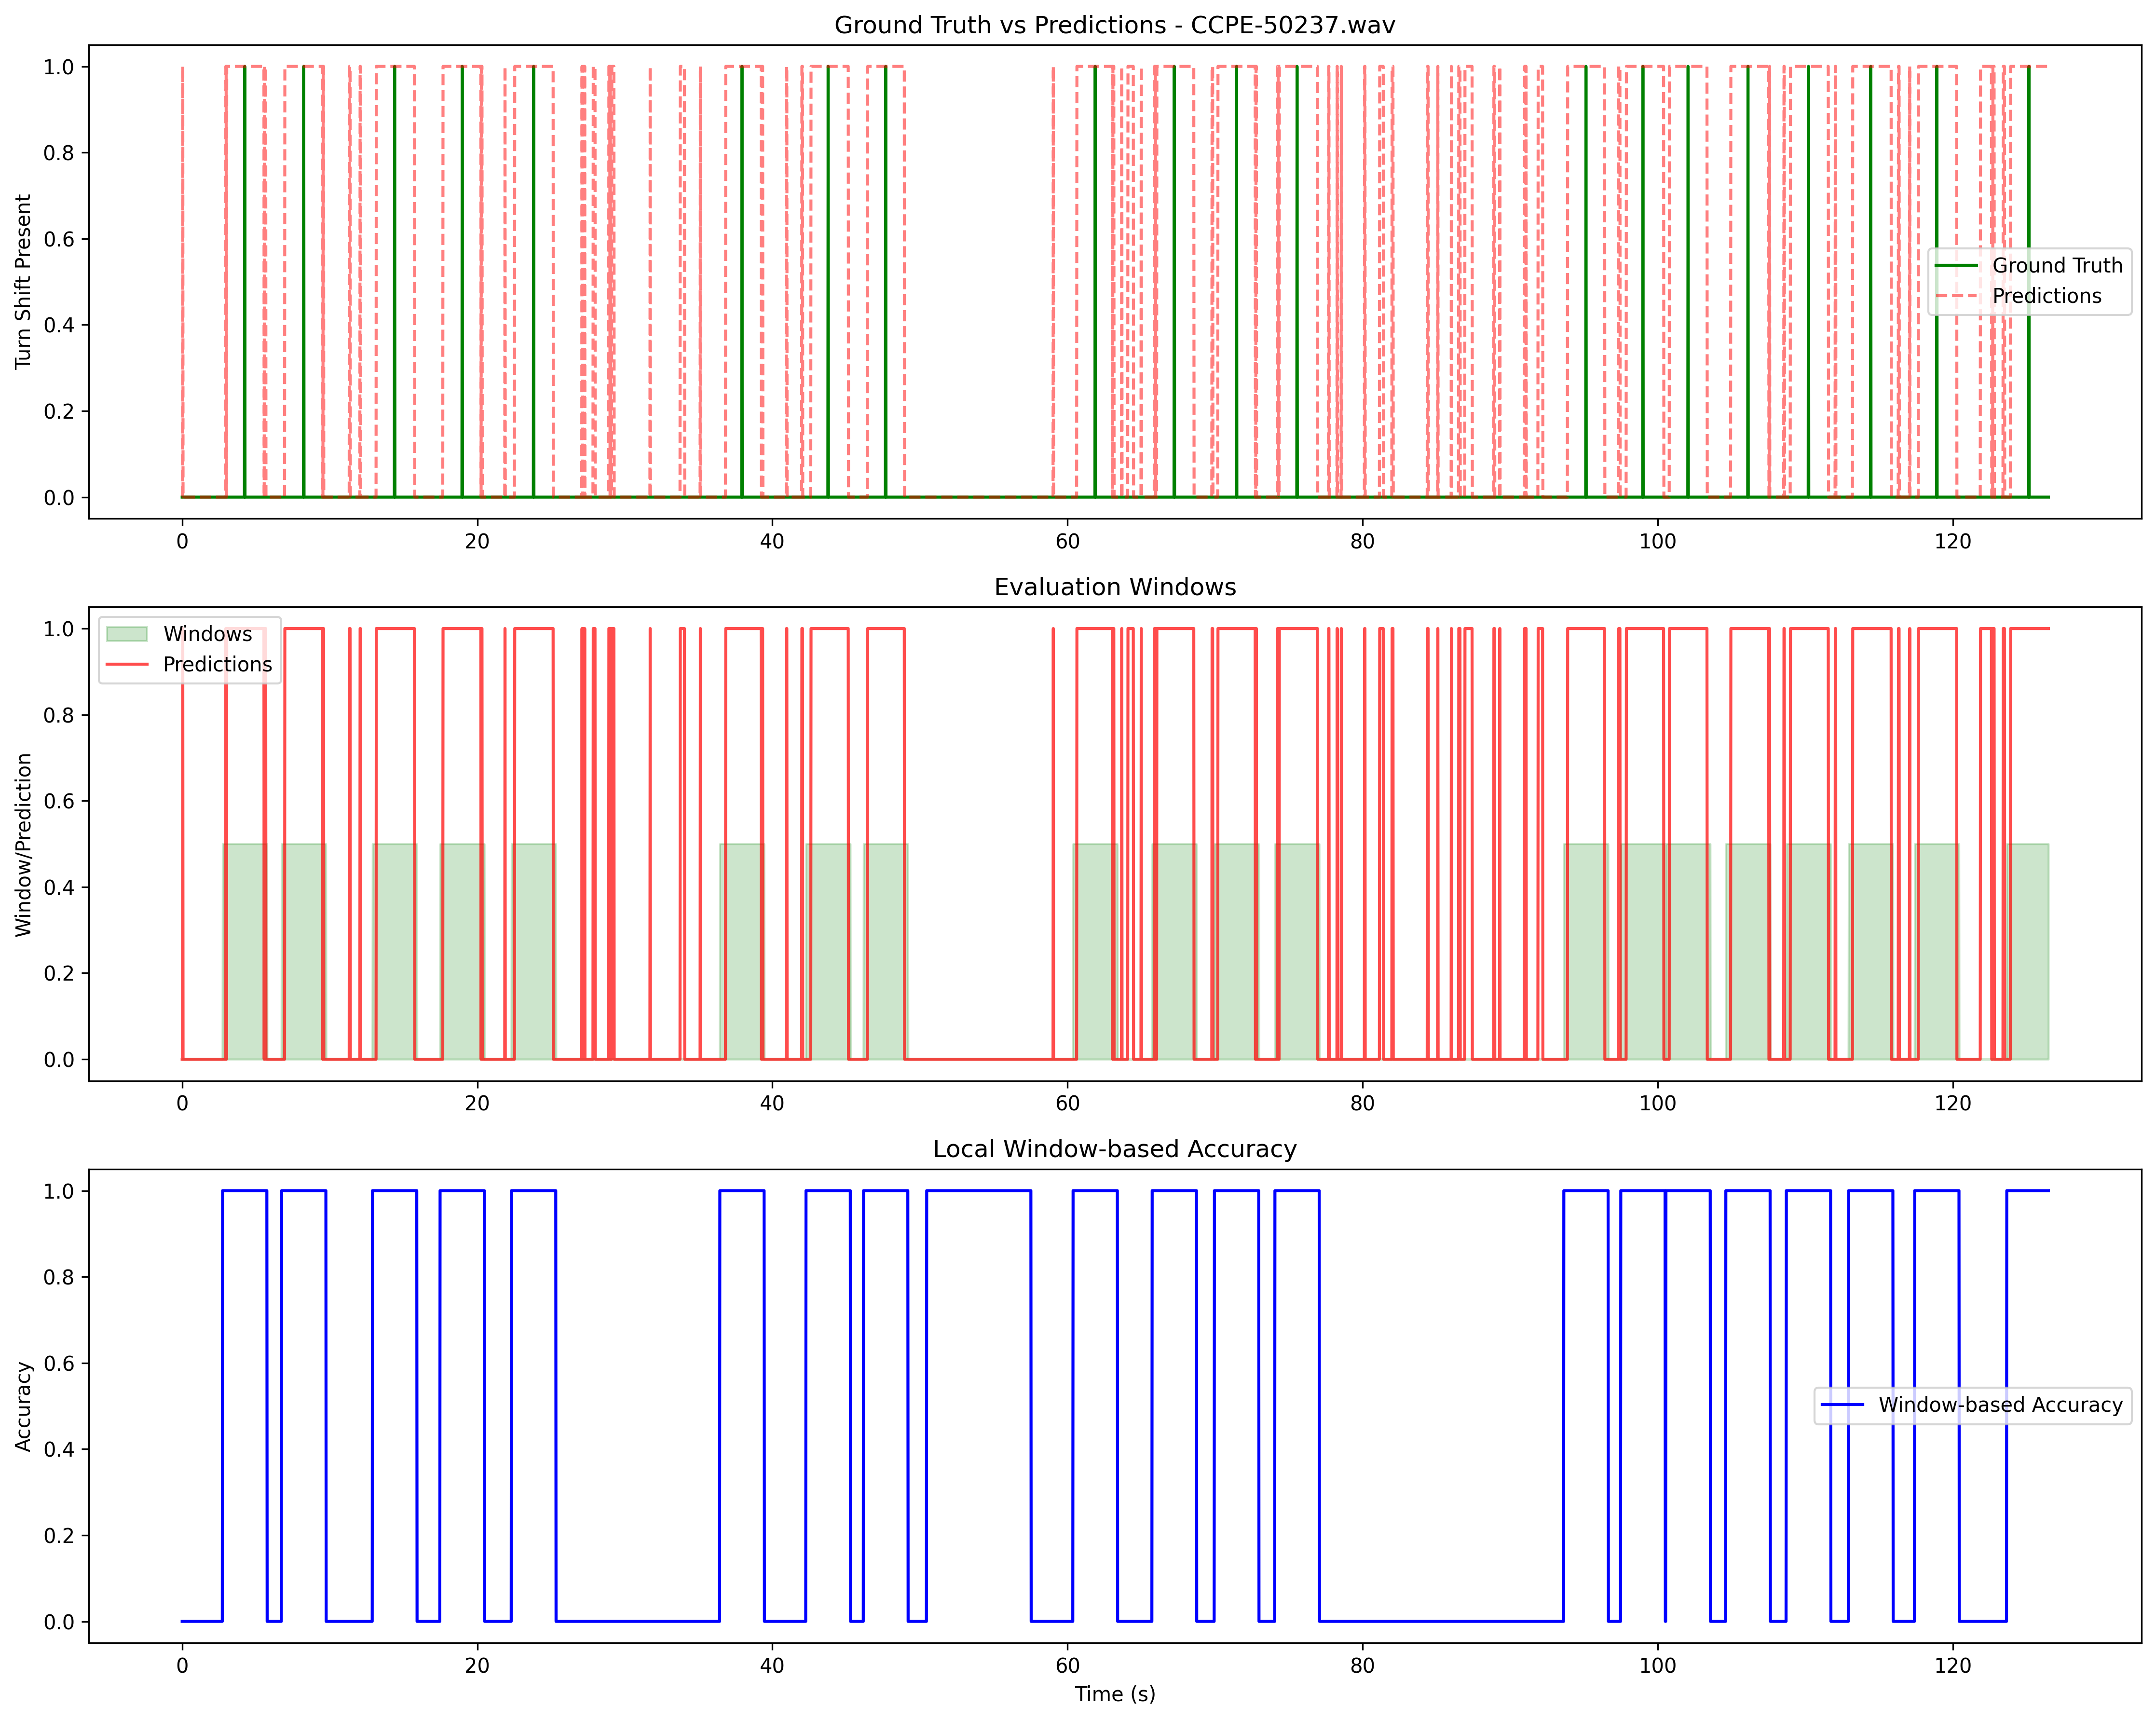 Ground Truth vs Predictions - CCPE-50237.wav
Turn Shift Present
1.0
0.8
0.6
0.4
0.2
0.0
Ground Truth
Predictions
0 20 40 60 80 100 120
Evaluation Windows
Window/Prediction
1.0
0.8
0.6
0.4
0.2
0.0
Windows
Predictions
0 20 40 60 80 100 120
Local Window-based Accuracy
Accuracy
1.0
0.8
0.6
0.4
0.2
0.0
Window-based Accuracy
0 20 40 60 80 100 120
Time (s)